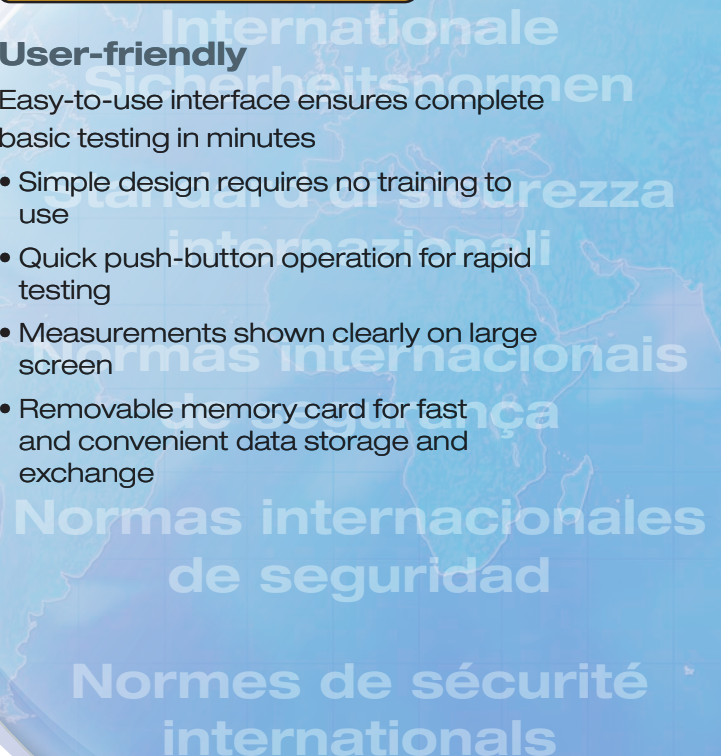 Internationale
User-friendly
Sicherheitsnormen
Easy-to-use interface ensures complete
basic testing in minutes
• Simple design requires no training to
use
Standard di sicurezza
internazionali
• Quick push-button operation for rapid
testing
• Measurements shown clearly on large
screen
Normas internacionais
de segurança
• Removable memory card for fast
and convenient data storage and
exchange
Normas internacionales
de seguridad
Normes de sécurité
internationals